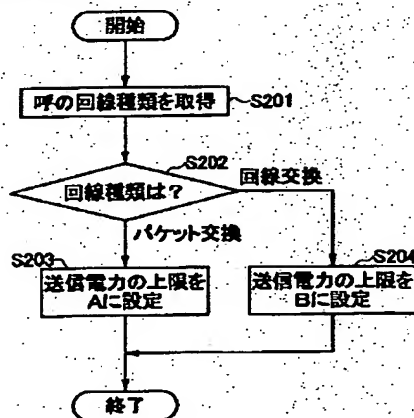 開始
呼の回線種類を取得
S201
S202
回線種類は?
回線交換
パケット交換
S203
送信電力の上限を
Aに設定
S204
送信電力の上限を
Bに設定
終了